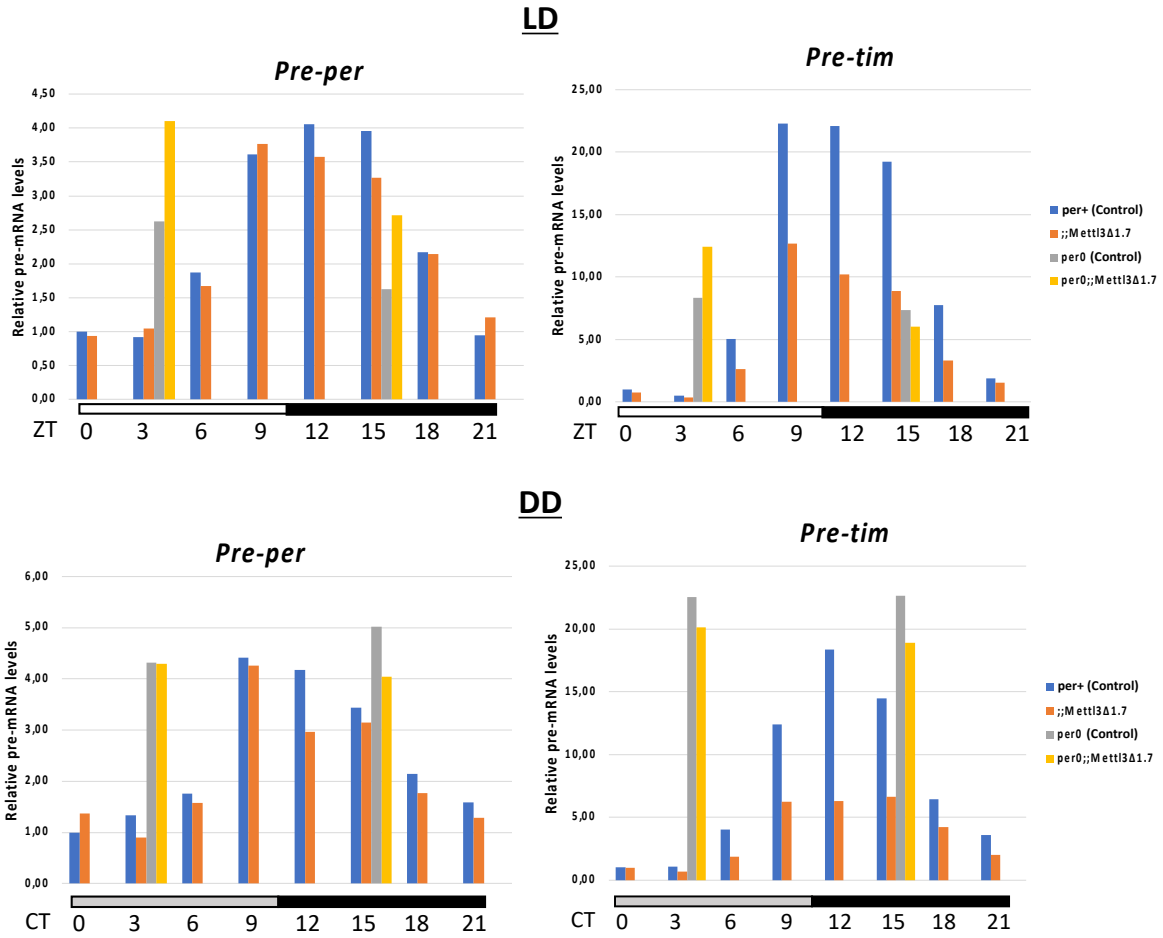 LD
Pre-per
Relative pre-mRNA levels
4,50
4,00
3,50
3,00
2,50
2,00
1,50
1,00
0,50
0,00
ZT 0 3 6 9 12 15 18 21
Pre-tim
Relative pre-mRNA levels
25,00
20,00
15,00
10,00
5,00
0,00
ZT 0 3 6 9 12 15 18 21
per+ (Control)
;;Mettl3Δ1.7
per0 (Control)
per0;;Mettl3Δ1.7
DD
Pre-per
Relative pre-mRNA levels
6,00
5,00
4,00
3,00
2,00
1,00
0,00
CT 0 3 6 9 12 15 18 21
Pre-tim
Relative pre-mRNA levels
25,00
20,00
15,00
10,00
5,00
0,00
CT 0 3 6 9 12 15 18 21
per+ (Control)
;;Mettl3Δ1.7
per0 (Control)
per0;;Mettl3Δ1.7